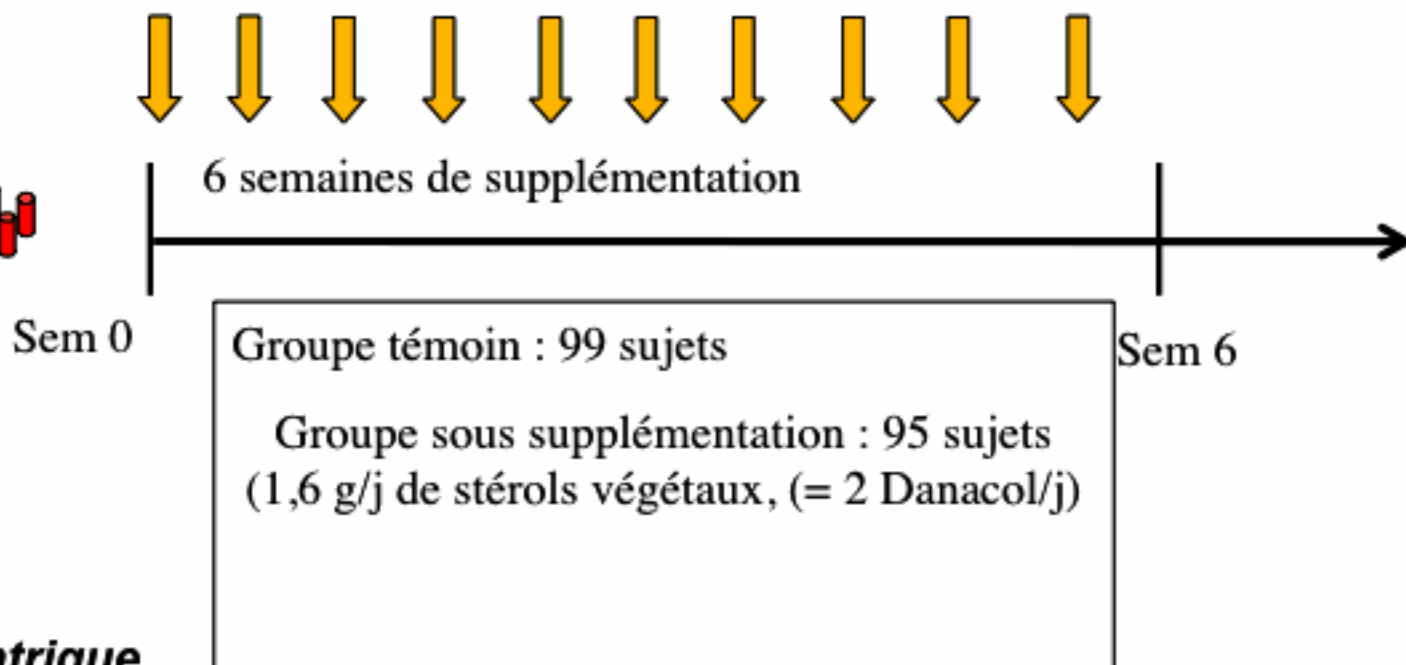 6 semaines de supplémentation
Sem 0
Sem 6
Groupe témoin : 99 sujets
Groupe sous supplémentation : 95 sujets
(1,6 g/j de stérols végétaux, (= 2 Danacol/j)